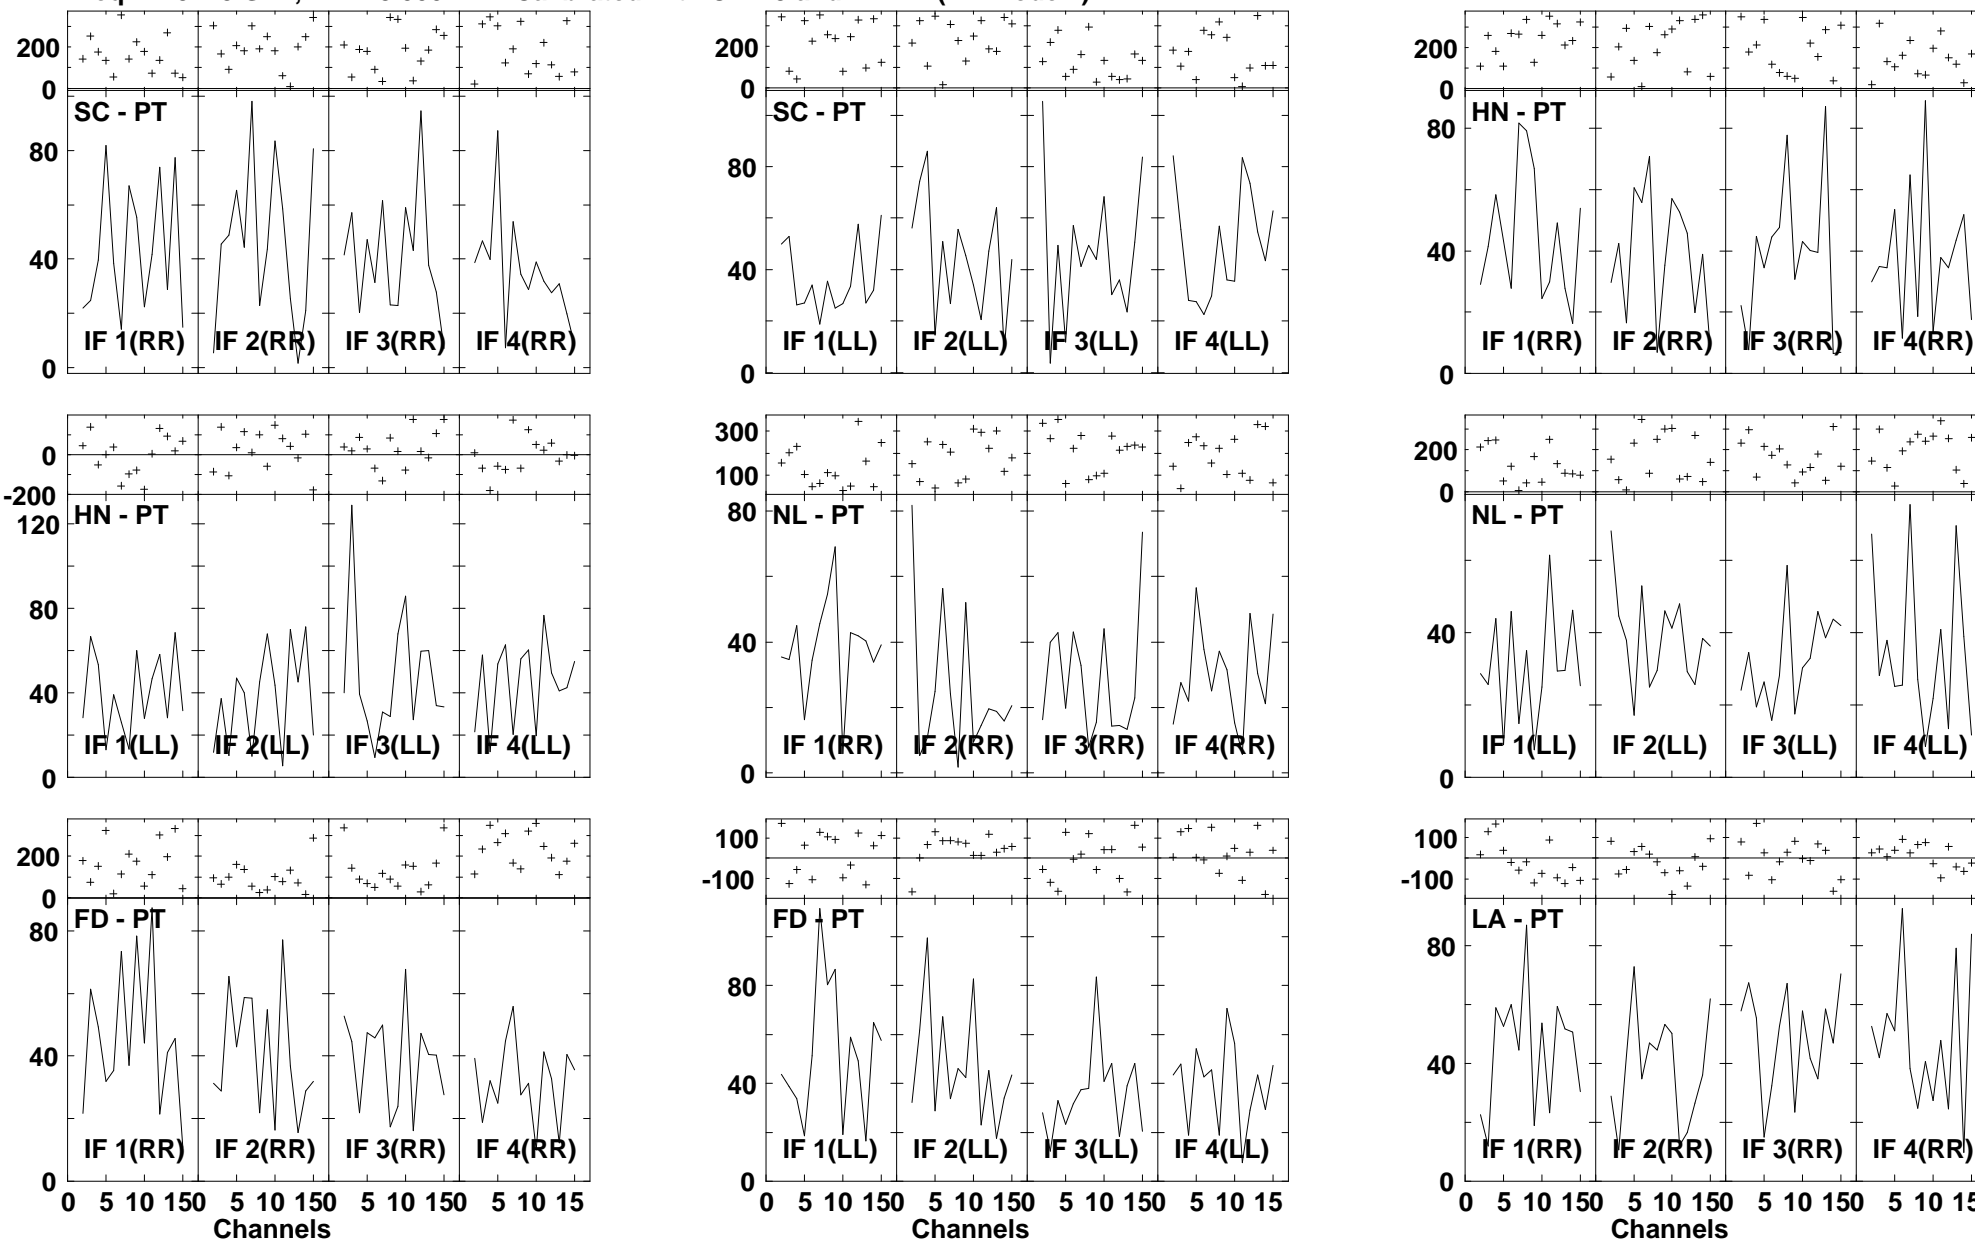 200 200 200
0 0 0
SC - PT SC - PT HN - PT
80 80 80
40 40 40
IF 1(RR) IF 2(RR) IF 3(RR) IF 4(RR) IF 1(LL) IF 2(LL) IF 3(LL) IF 4(LL) IF 1(RR) IF 2(RR) IF 3(RR) IF 4(RR)
0 0 0
0 300 200
-200 100 0
HN - PT NL - PT NL - PT
120 80
80 40 40
40
IF 1(LL) IF 2(LL) IF 3(LL) IF 4(LL) IF 1(RR) IF 2(RR) IF 3(RR) IF 4(RR) IF 1(LL) IF 2(LL) IF 3(LL) IF 4(LL)
0 0 0
200 100 100
0 -100 -100
FD - PT FD - PT LA - PT
80 80 80
40 40 40
IF 1(RR) IF 2(RR) IF 3(RR) IF 4(RR) IF 1(LL) IF 2(LL) IF 3(LL) IF 4(LL) IF 1(RR) IF 2(RR) IF 3(RR) IF 4(RR)
0 0 0
0 5 10 150 5 10 150 5 10 150 5 10 15 0 5 10 150 5 10 150 5 10 150 5 10 15 0 5 10 150 5 10 150 5 10 150 5 10 15
Channels Channels Channels